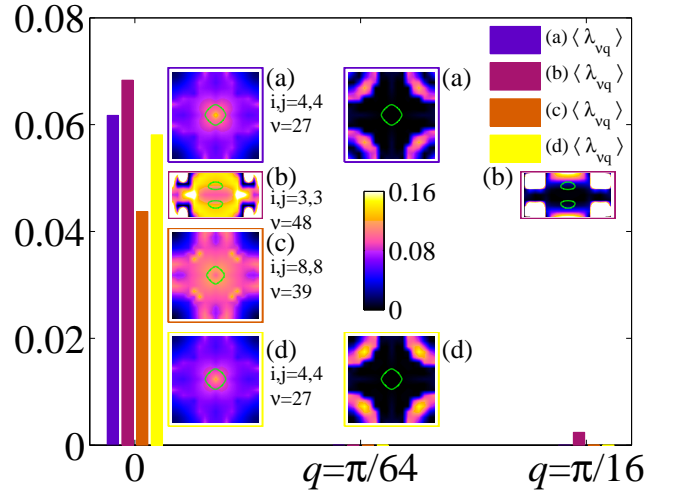 0.08
0.06
0.04
0.02
0
(a) ⟨ λνq ⟩
(b) ⟨ λνq ⟩
(c) ⟨ λνq ⟩
(d) ⟨ λνq ⟩
(a)
i,j=4,4
ν=27
(a)
(b)
i,j=3,3
ν=48
(b)
0.16
0.08
0
(c)
i,j=8,8
ν=39
(d)
i,j=4,4
ν=27
(d)
0
q=π/64
q=π/16